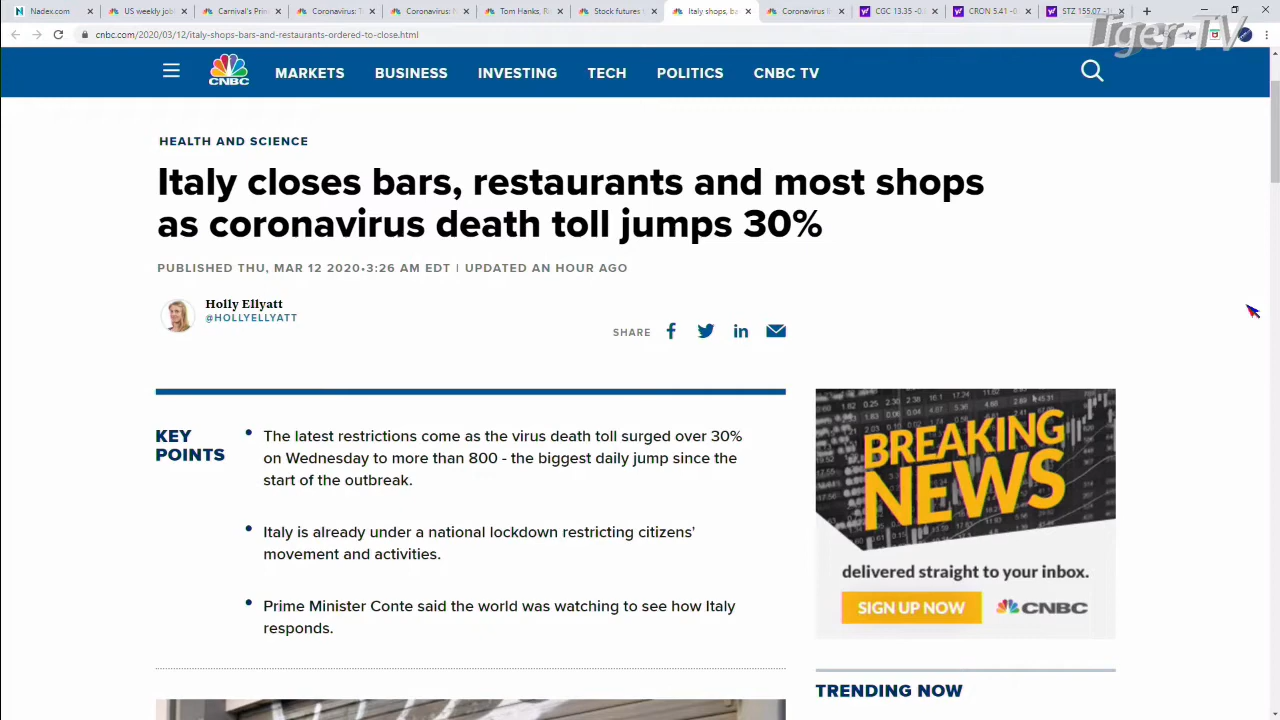 Nadex.com
US weekly job
Carnival's Prin
Coronavirus: T
Coronavirus: N
Tom Hanks, R
Stock futures
Italy shops, ba
Coronavirus li
CGC 13.35 -0.
CRON 5.41 -0
STZ 155.07
Tiger-TV
cnbc.com/2020/03/12/italy-shops-bars-and-restaurants-ordered-to-close.html
CNBC
MARKETS BUSINESS INVESTING TECH POLITICS CNBC TV
HEALTH AND SCIENCE
Italy closes bars, restaurants and most shops
as coronavirus death toll jumps 30%
PUBLISHED THU, MAR 12 2020•3:26 AM EDT | UPDATED AN HOUR AGO
Holly Ellyatt
@HOLLYELLYATT
SHARE
KEY
POINTS
• The latest restrictions come as the virus death toll surged over 30%
on Wednesday to more than 800 - the biggest daily jump since the
start of the outbreak.
• Italy is already under a national lockdown restricting citizens’
movement and activities.
• Prime Minister Conte said the world was watching to see how Italy
responds.
BREAKING
NEWS
delivered straight to your inbox.
SIGN UP NOW
CNBC
TRENDING NOW